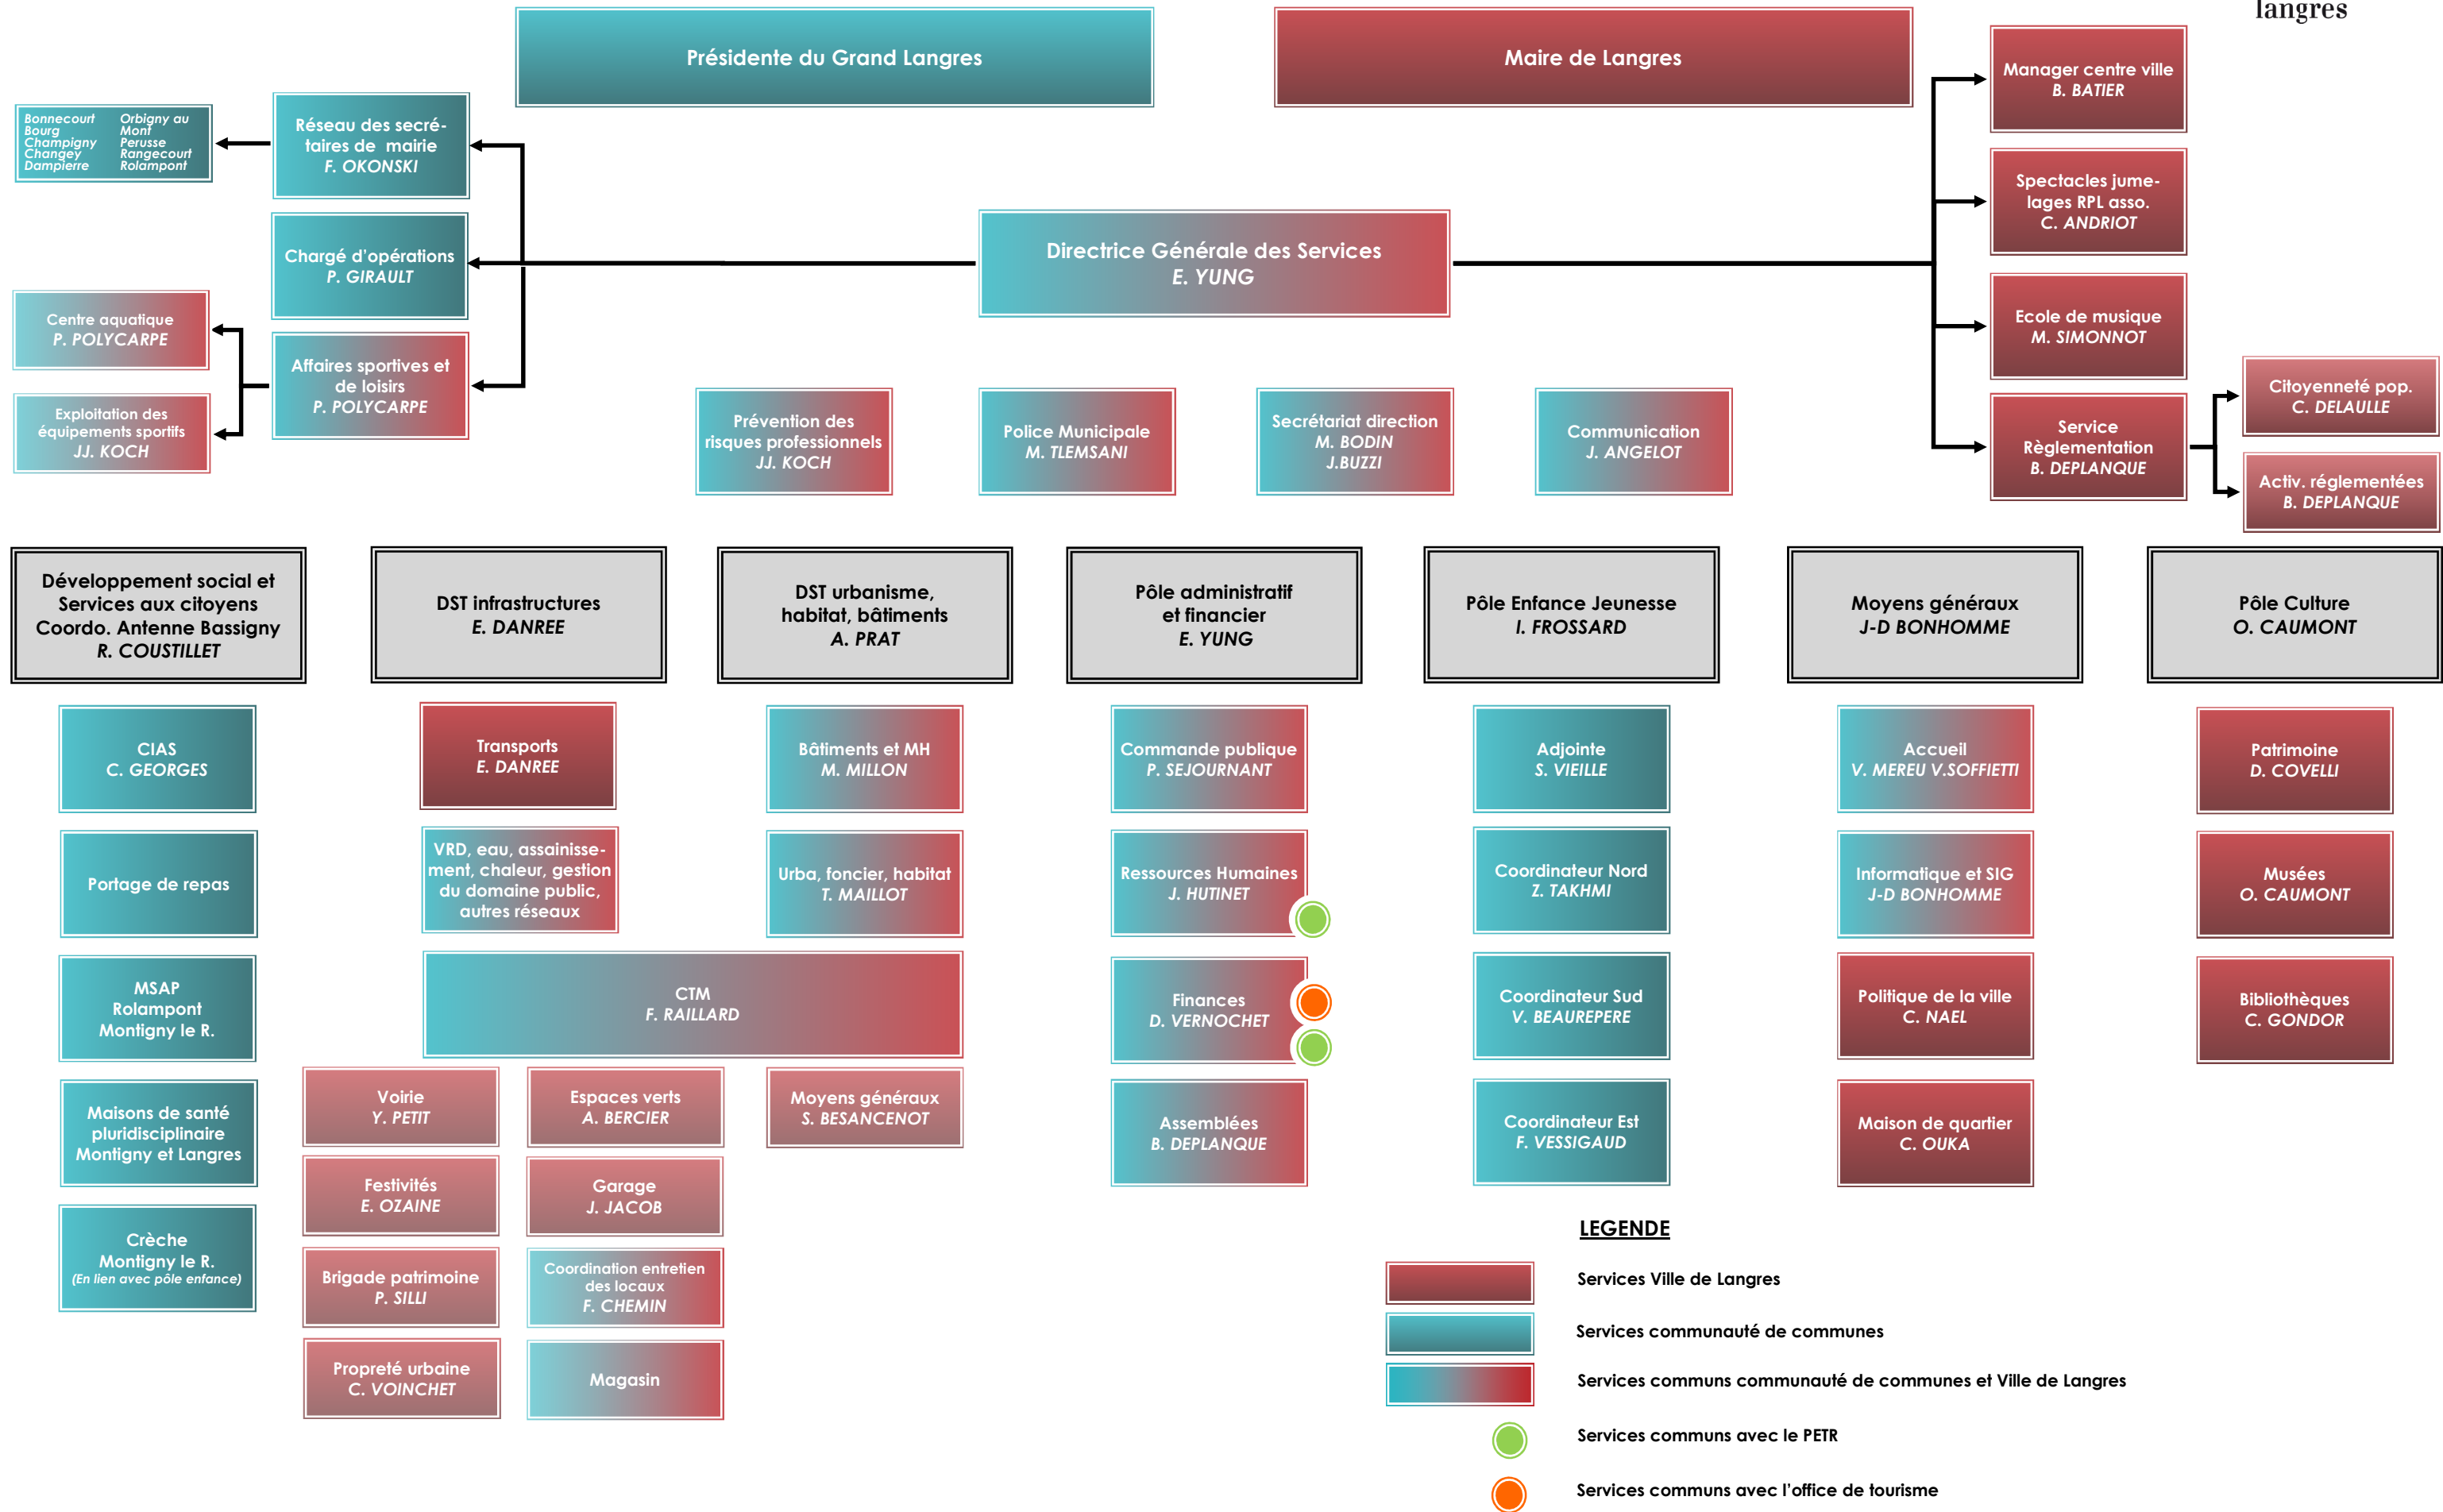 langres
Présidente du Grand Langres
Maire de Langres
Manager centre ville
B. BATIER
Bonnecourt
Bourg
Champigny
Changey
Dampierre
Orbigny au
Mont
Perusse
Rangecourt
Rolampont
Réseau des secré-
taires de mairie
F. OKONSKI
Spectacles jume-
lages RPL asso.
C. ANDRIOT
Chargé d'opérations
P. GIRAULT
Directrice Générale des Services
E. YUNG
Centre aquatique
P. POLYCARPE
Ecole de musique
M. SIMONNOT
Affaires sportives et
de loisirs
P. POLYCARPE
Exploitation des
équipements sportifs
JJ. KOCH
Prévention des
risques professionnels
JJ. KOCH
Police Municipale
M. TLEMSANI
Secrétariat direction
M. BODIN
J.BUZZI
Communication
J. ANGELOT
Service
Règlementation
B. DEPLANQUE
Citoyenneté pop.
C. DELAULLE
Activ. réglementées
B. DEPLANQUE
Développement social et
Services aux citoyens
Coordo. Antenne Bassigny
R. COUSTILLET
DST infrastructures
E. DANREE
DST urbanisme,
habitat, bâtiments
A. PRAT
Pôle administratif
et financier
E. YUNG
Pôle Enfance Jeunesse
I. FROSSARD
Moyens généraux
J-D BONHOMME
Pôle Culture
O. CAUMONT
CIAS
C. GEORGES
Portage de repas
MSAP
Rolampont
Montigny le R.
Maisons de santé
pluridisciplinaire
Montigny et Langres
Crèche
Montigny le R.
(En lien avec pôle enfance)
Transports
E. DANREE
VRD, eau, assainisse-
ment, chaleur, gestion
du domaine public,
autres réseaux
Bâtiments et MH
M. MILLON
Urba, foncier, habitat
T. MAILLOT
CTM
F. RAILLARD
Voirie
Y. PETIT
Espaces verts
A. BERCIER
Moyens généraux
S. BESANCENOT
Festivités
E. OZAINE
Garage
J. JACOB
Brigade patrimoine
P. SILLI
Coordination entretien
des locaux
F. CHEMIN
Propreté urbaine
C. VOINCHET
Magasin
Commande publique
P. SEJOURNANT
Ressources Humaines
J. HUTINET
Finances
D. VERNOCHET
Assemblées
B. DEPLANQUE
Adjointe
S. VIEILLE
Coordinateur Nord
Z. TAKHMI
Coordinateur Sud
V. BEAUREPERE
Coordinateur Est
F. VESSIGAUD
Accueil
V. MEREU V.SOFFIETTI
Informatique et SIG
J-D BONHOMME
Politique de la ville
C. NAEL
Maison de quartier
C. OUKA
Patrimoine
D. COVELLI
Musées
O. CAUMONT
Bibliothèques
C. GONDOR
LEGENDE
Services Ville de Langres
Services communauté de communes
Services communs communauté de communes et Ville de Langres
Services communs avec le PETR
Services communs avec l'office de tourisme